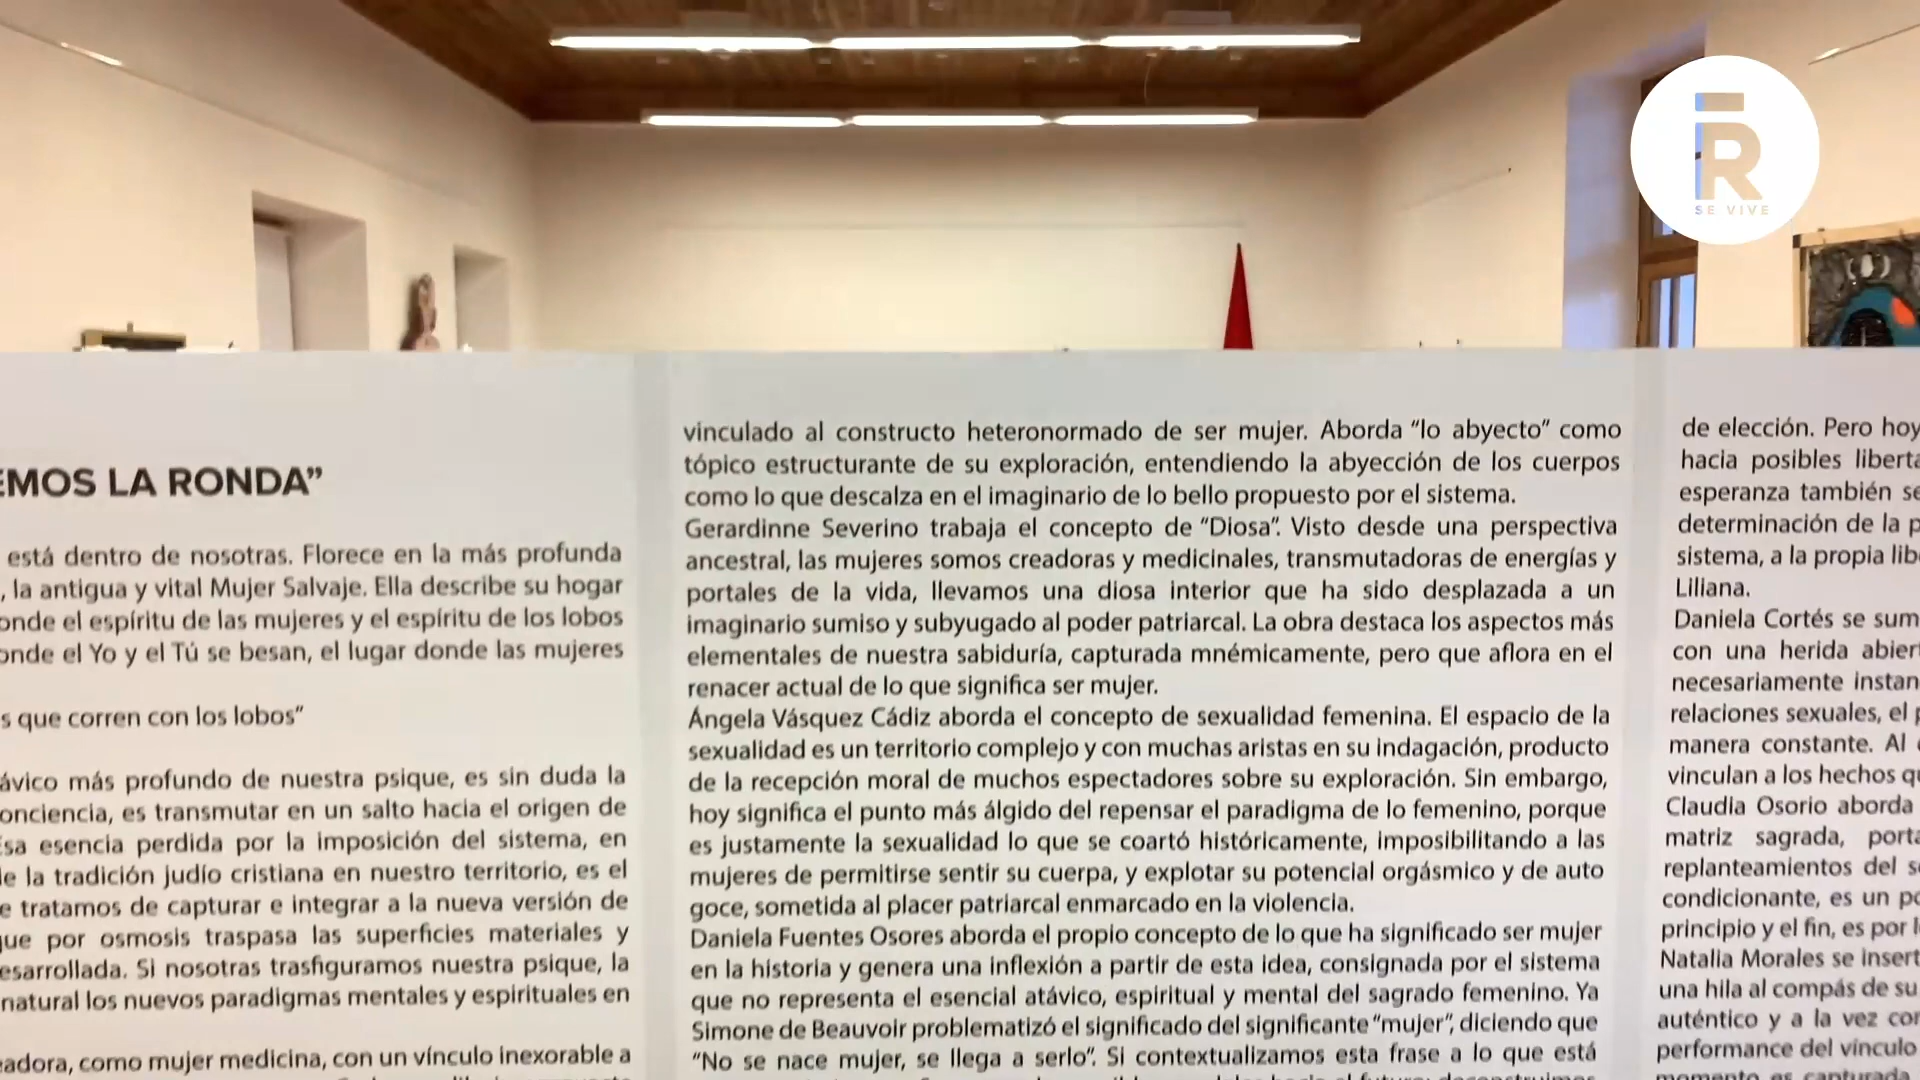 R
SE VIVE
EMOS LA RONDA”
está dentro de nosotras. Florece en la más profunda
, la antigua y vital Mujer Salvaje. Ella describe su hogar
onde el espíritu de las mujeres y el espíritu de los lobos
onde el Yo y el Tú se besan, el lugar donde las mujeres
s que corren con los lobos”
ávico más profundo de nuestra psique, es sin duda la
onciencia, es transmutar en un salto hacia el origen de
sa esencia perdida por la imposición del sistema, en
de la tradición judío cristiana en nuestro territorio, es el
e tratamos de capturar e integrar a la nueva versión de
que por osmosis traspasa las superficies materiales y
esarrollada. Si nosotras trasfiguramos nuestra psique, la
natural los nuevos paradigmas mentales y espirituales en
eadora, como mujer medicina, con un vínculo inexorable a
vinculado al constructo heteronormado de ser mujer. Aborda “lo abyecto” como
tópico estructurante de su exploración, entendiendo la abyección de los cuerpos
como lo que descalza en el imaginario de lo bello propuesto por el sistema.
Gerardinne Severino trabaja el concepto de “Diosa”. Visto desde una perspectiva
ancestral, las mujeres somos creadoras y medicinales, transmutadoras de energías y
portales de la vida, llevamos una diosa interior que ha sido desplazada a un
imaginario sumiso y subyugado al poder patriarcal. La obra destaca los aspectos más
elementales de nuestra sabiduría, capturada mnémicamente, pero que aflora en el
renacer actual de lo que significa ser mujer.
Ángela Vásquez Cádiz aborda el concepto de sexualidad femenina. El espacio de la
sexualidad es un territorio complejo y con muchas aristas en su indagación, producto
de la recepción moral de muchos espectadores sobre su exploración. Sin embargo,
hoy significa el punto más álgido del repensar el paradigma de lo femenino, porque
es justamente la sexualidad lo que se coartó históricamente, imposibilitando a las
mujeres de permitirse sentir su cuerpa, y explotar su potencial orgásmico y de auto
goce, sometida al placer patriarcal enmarcado en la violencia.
Daniela Fuentes Osores aborda el propio concepto de lo que ha significado ser mujer
en la historia y genera una inflexión a partir de esta idea, consignada por el sistema
que no representa el esencial atávico, espiritual y mental del sagrado femenino. Ya
Simone de Beauvoir problematizó el significado del significante “mujer”, diciendo que
“No se nace mujer, se llega a serlo”. Si contextualizamos esta frase a lo que está
de elección. Pero hoy
hacia posibles liberta
esperanza también se
determinación de la p
sistema, a la propia lib
Liliana.
Daniela Cortés se sum
con una herida abier
necesariamente instan
relaciones sexuales, el p
manera constante. Al
vinculan a los hechos qu
Claudia Osorio aborda
matriz sagrada, porta
replanteamientos del s
condicionante, es un po
principio y el fin, es por l
Natalia Morales se insert
una hila al compás de su
auténtico y a la vez con
performance del vínculo
momento es capturada